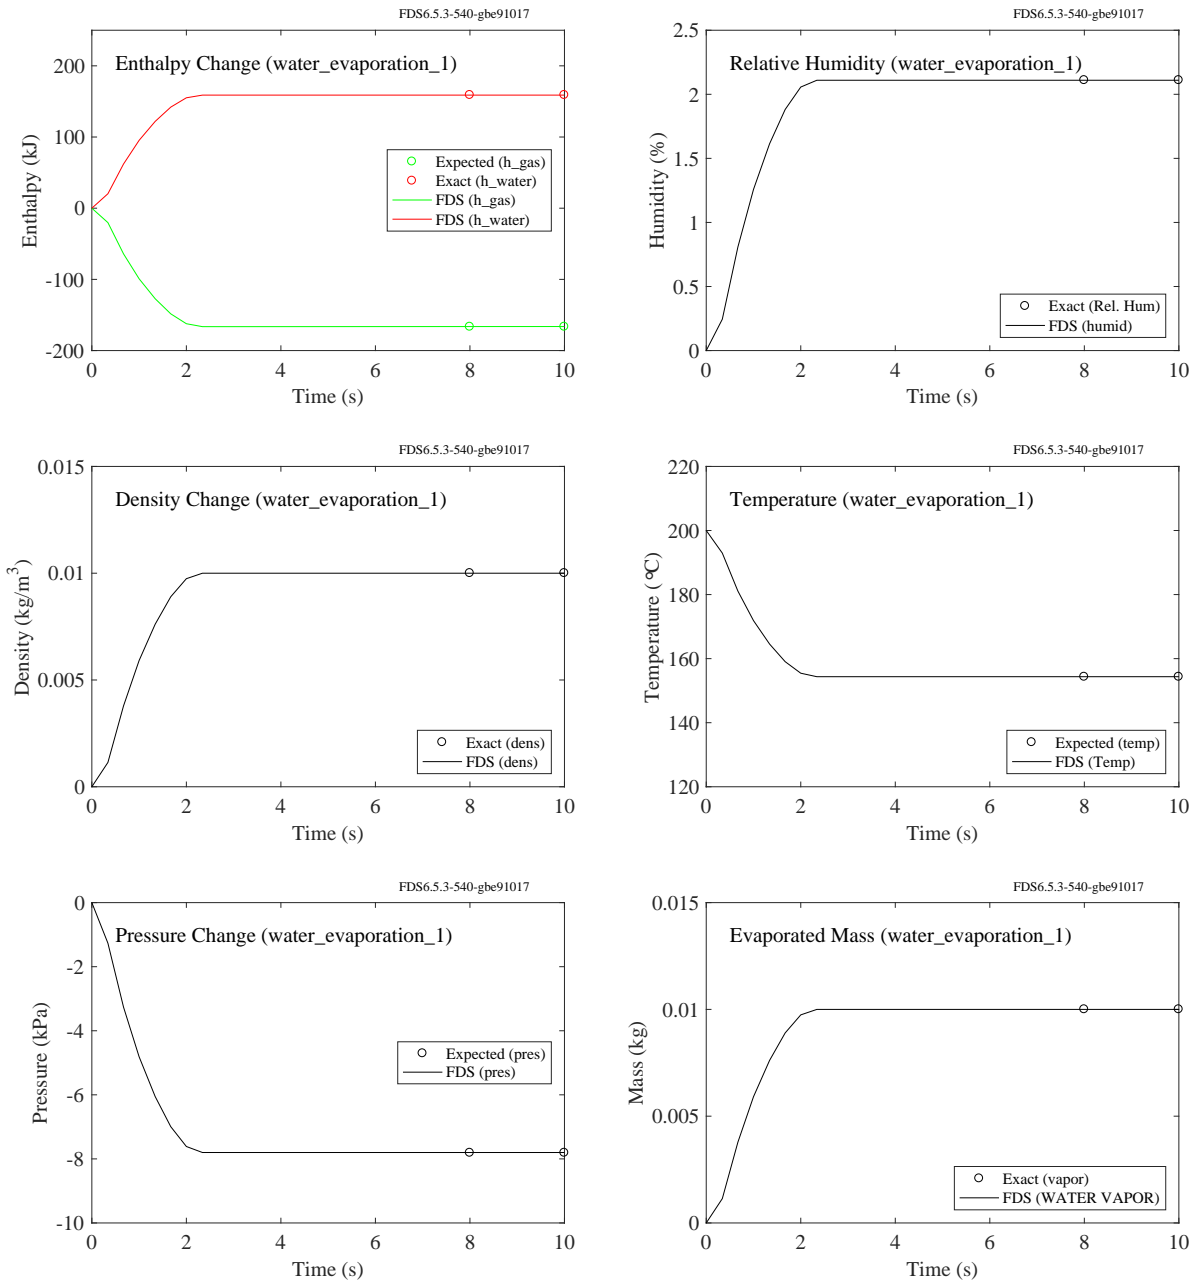 FDS6.5.3-540-gbe91017
Enthalpy Change (water_evaporation_1)
200
100
0
-100
-200
Enthalpy (kJ)
Expected (h_gas)
Exact (h_water)
FDS (h_gas)
FDS (h_water)
0 2 4 6 8 10
Time (s)
FDS6.5.3-540-gbe91017
Relative Humidity (water_evaporation_1)
2.5
2
1.5
1
0.5
0
Humidity (%)
Exact (Rel. Hum)
FDS (humid)
0 2 4 6 8 10
Time (s)
FDS6.5.3-540-gbe91017
Density Change (water_evaporation_1)
0.015
0.01
0.005
0
Density (kg/m³)
Exact (dens)
FDS (dens)
0 2 4 6 8 10
Time (s)
FDS6.5.3-540-gbe91017
Temperature (water_evaporation_1)
220
200
180
160
140
120
Temperature (°C)
Expected (temp)
FDS (Temp)
0 2 4 6 8 10
Time (s)
FDS6.5.3-540-gbe91017
Pressure Change (water_evaporation_1)
0
-2
-4
-6
-8
-10
Pressure (kPa)
Expected (pres)
FDS (pres)
0 2 4 6 8 10
Time (s)
FDS6.5.3-540-gbe91017
Evaporated Mass (water_evaporation_1)
0.015
0.01
0.005
0
Mass (kg)
Exact (vapor)
FDS (WATER VAPOR)
0 2 4 6 8 10
Time (s)